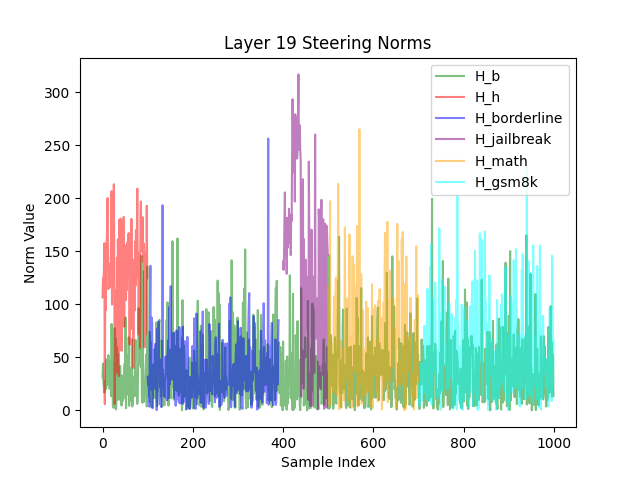 Layer 19 Steering Norms
Norm Value
300
250
200
150
100
50
0
H_b
H_h
H_borderline
H_jailbreak
H_math
H_gsm8k
0 200 400 600 800 1000
Sample Index